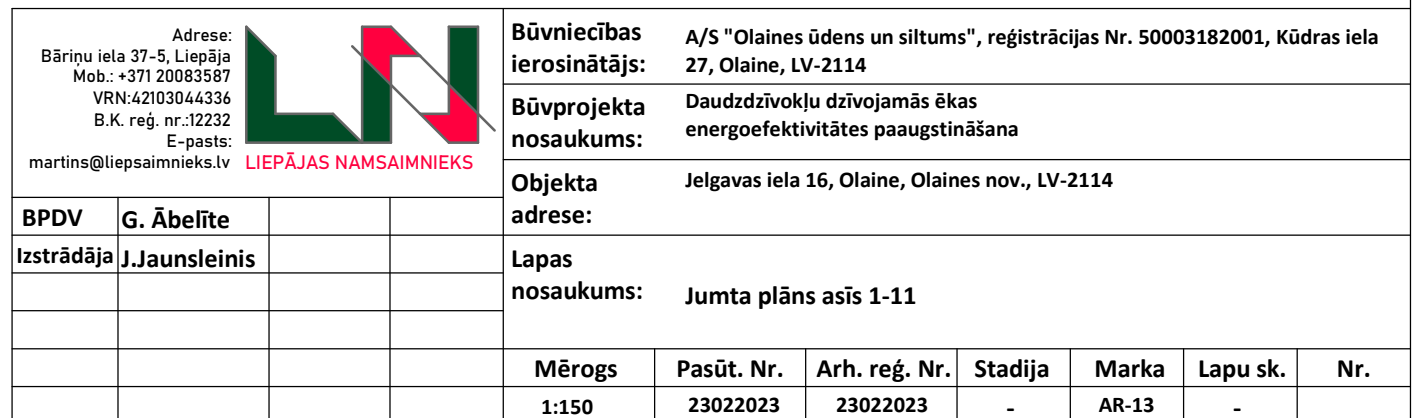 Adrese:
Bāriņu iela 37-5, Liepāja
Mob.: +371 20083587
VRN:42103044336
B.K. reģ. nr.:12232
E-pasts:
martins@liepsaimnieks.lv
LIEPĀJAS NAMSAIMNIEKS
Būvniecības
ierosinātājs:
A/S "Olaines ūdens un siltums", reģistrācijas Nr. 50003182001, Kūdras iela
27, Olaine, LV-2114
Būvprojekta
nosaukums:
Daudzdzīvokļu dzīvojamās ēkas
energoefektivitātes paaugstināšana
Objekta
adrese:
Jelgavas iela 16, Olaine, Olaines nov., LV-2114
BPDV G. Ābelīte
Izstrādāja J.Jaunsleinis
Lapas
nosaukums:
Jumta plāns asīs 1-11
Mērogs Pasūt. Nr. Arh. reģ. Nr. Stadija Marka Lapu sk. Nr.
1:150 23022023 23022023 - AR-13 -